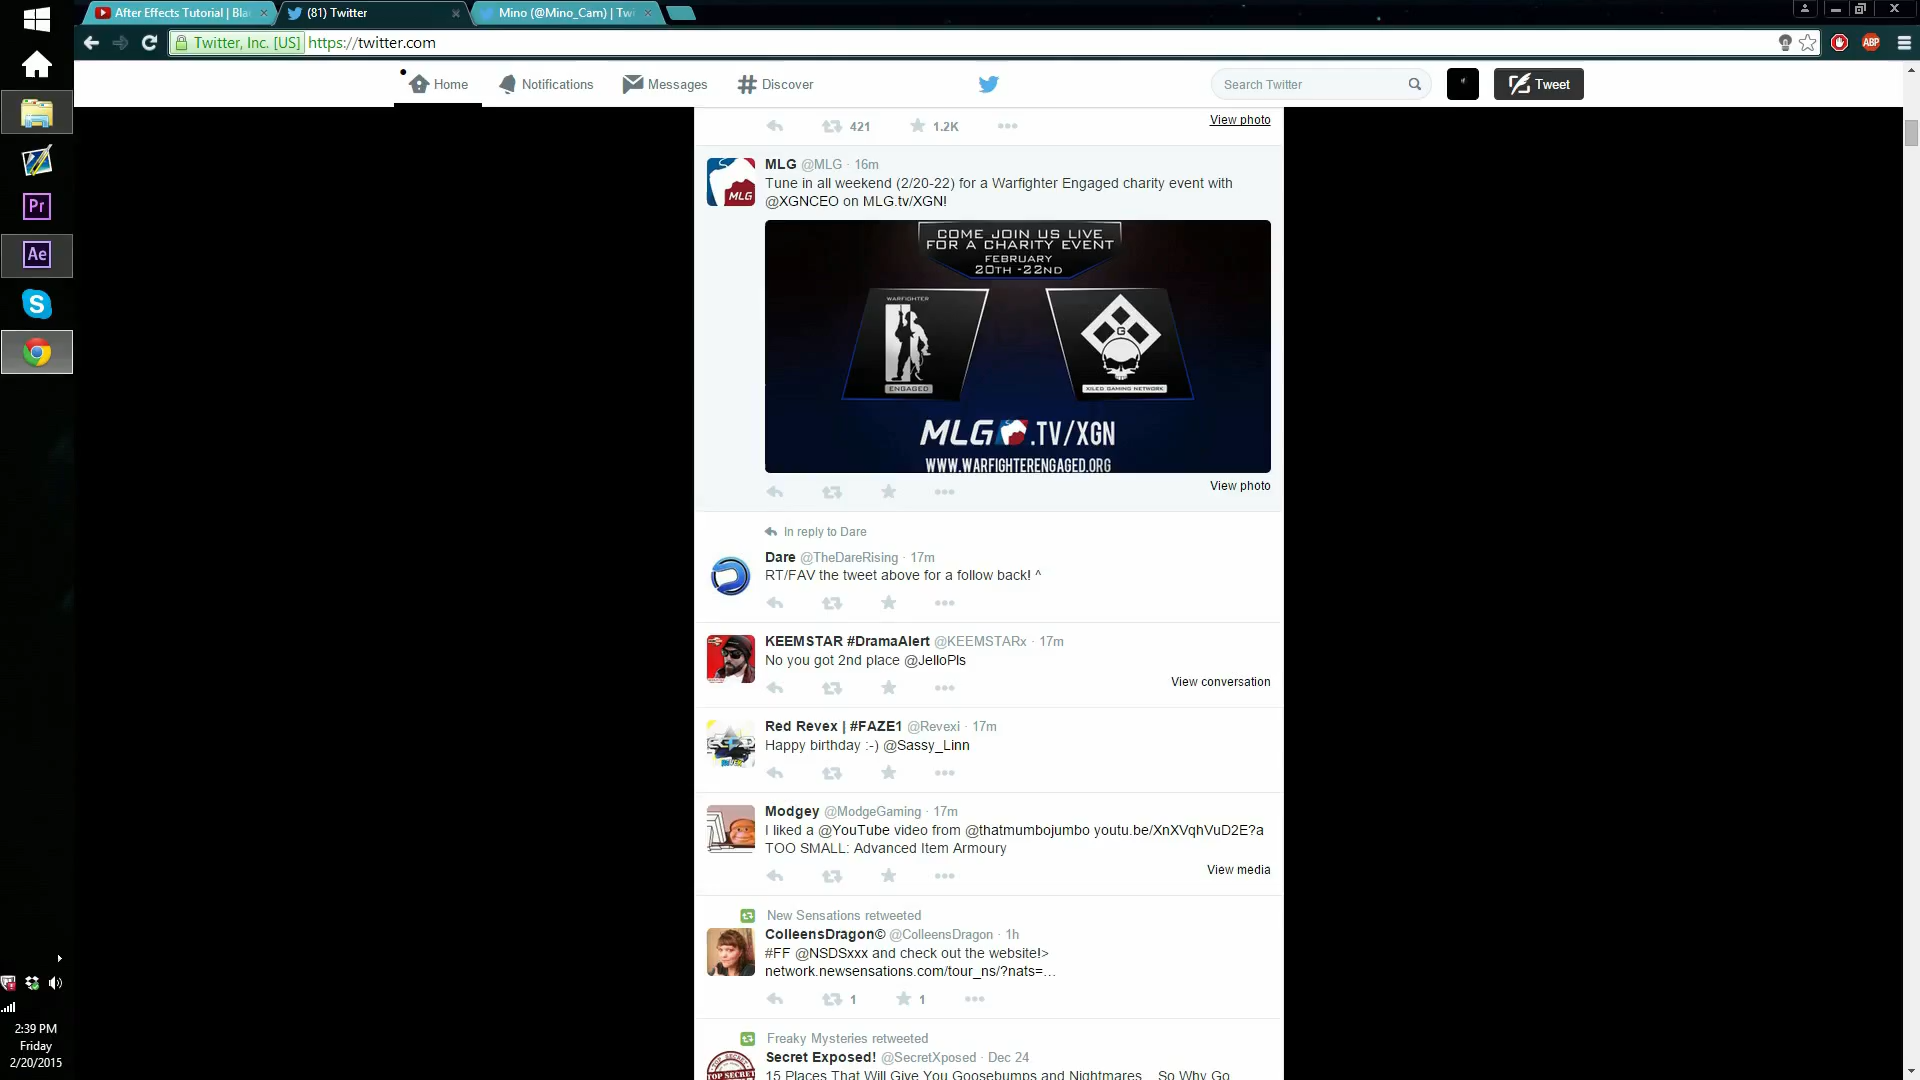 After Effects Tutorial | Bla
(81) Twitter
Mino (@Mino_Cam) | Twi
Twitter, Inc. [US] https://twitter.com
ABP
Home
Notifications
Messages
Discover
Search Twitter
Tweet
421
1.2K
View photo
MLG @MLG · 16m
Tune in all weekend (2/20-22) for a Warfighter Engaged charity event with
@XGNCEO on MLG.tv/XGN!
COME JOIN US LIVE
FOR A CHARITY EVENT
FEBRUARY
20TH -22ND
WARFIGHTER
ENGAGED
G
XILED GAMING NETWORK
MLG .TV/XGN
WWW.WARFIGHTERENGAGED.ORG
View photo
In reply to Dare
Dare @TheDareRising · 17m
RT/FAV the tweet above for a follow back! ^
KEEMSTAR #DramaAlert @KEEMSTARx · 17m
No you got 2nd place @JelloPls
View conversation
Red Revex | #FAZE1 @Revexi · 17m
Happy birthday :-) @Sassy_Linn
Modgey @ModgeGaming · 17m
I liked a @YouTube video from @thatmumbojumbo youtu.be/XnXVqhVuD2E?a
TOO SMALL: Advanced Item Armoury
View media
New Sensations retweeted
ColleensDragon© @ColleensDragon · 1h
#FF @NSDSxxx and check out the website!>
network.newsensations.com/tour_ns/?nats=…
1
1
Freaky Mysteries retweeted
Secret Exposed! @SecretXposed · Dec 24
15 Places That Will Give You Goosebumps and Nightmares... So Why Go
MLG
TOP SECRET
Pr
Ae
S
2:39 PM
Friday
2/20/2015